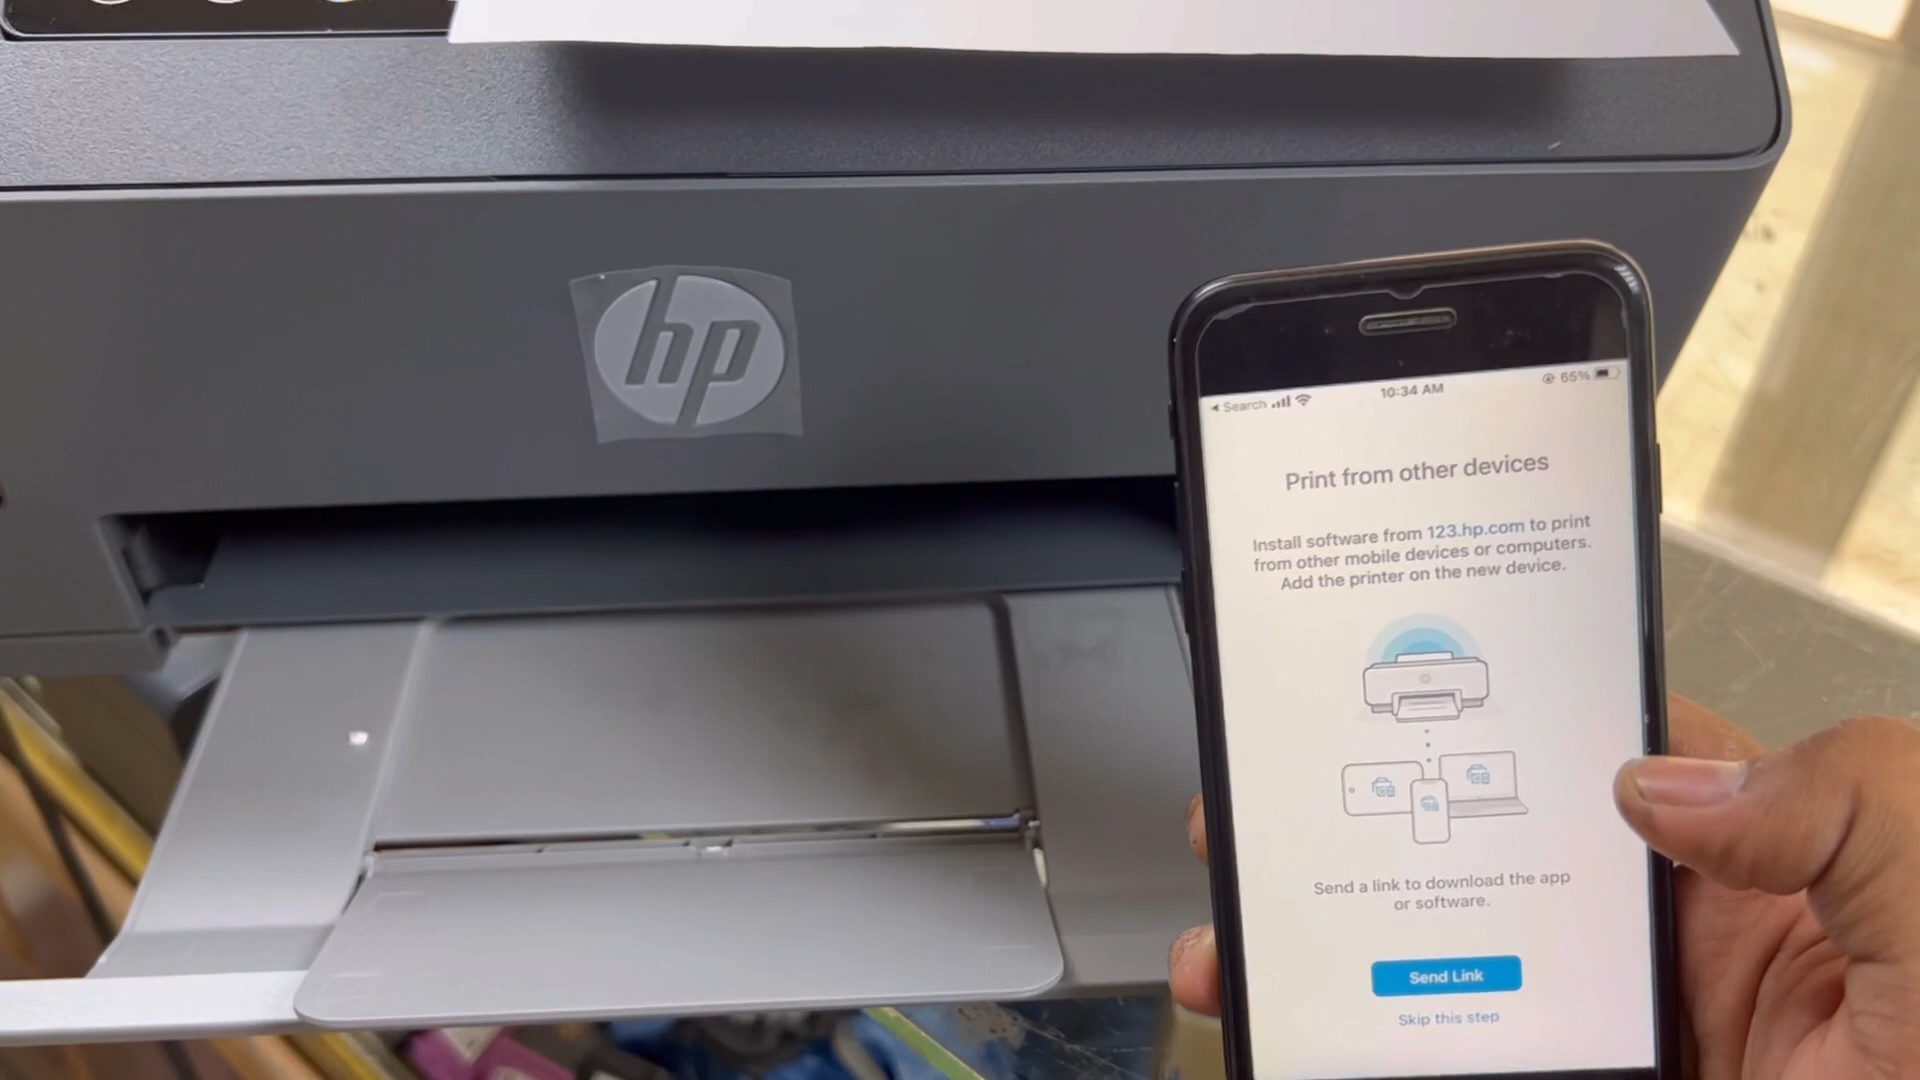 hp
Search
10:34 AM
65%
Print from other devices
Install software from 123.hp.com to print
from other mobile devices or computers.
Add the printer on the new device.
Send a link to download the app
or software.
Send Link
Skip this step